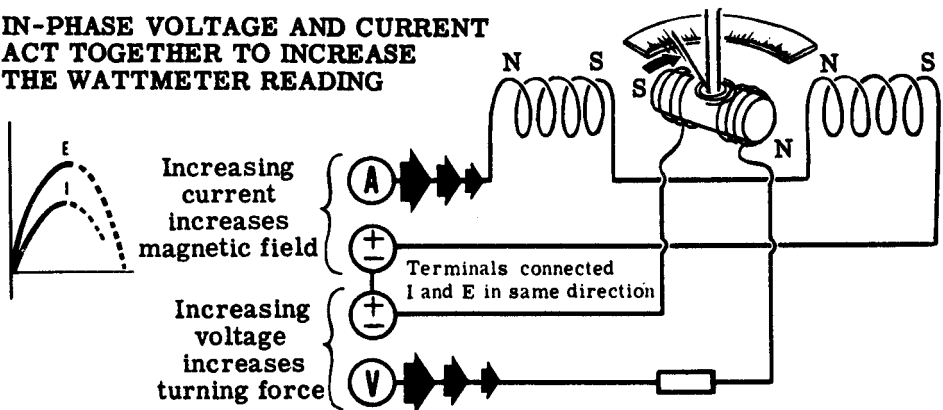 IN-PHASE VOLTAGE AND CURRENT
ACT TOGETHER TO INCREASE
THE WATTMETER READING
N S
S
N
N S
E
I
Increasing
current
increases
magnetic field
A
+
−
Terminals connected
I and E in same direction
+
−
Increasing
voltage
increases
turning force
V